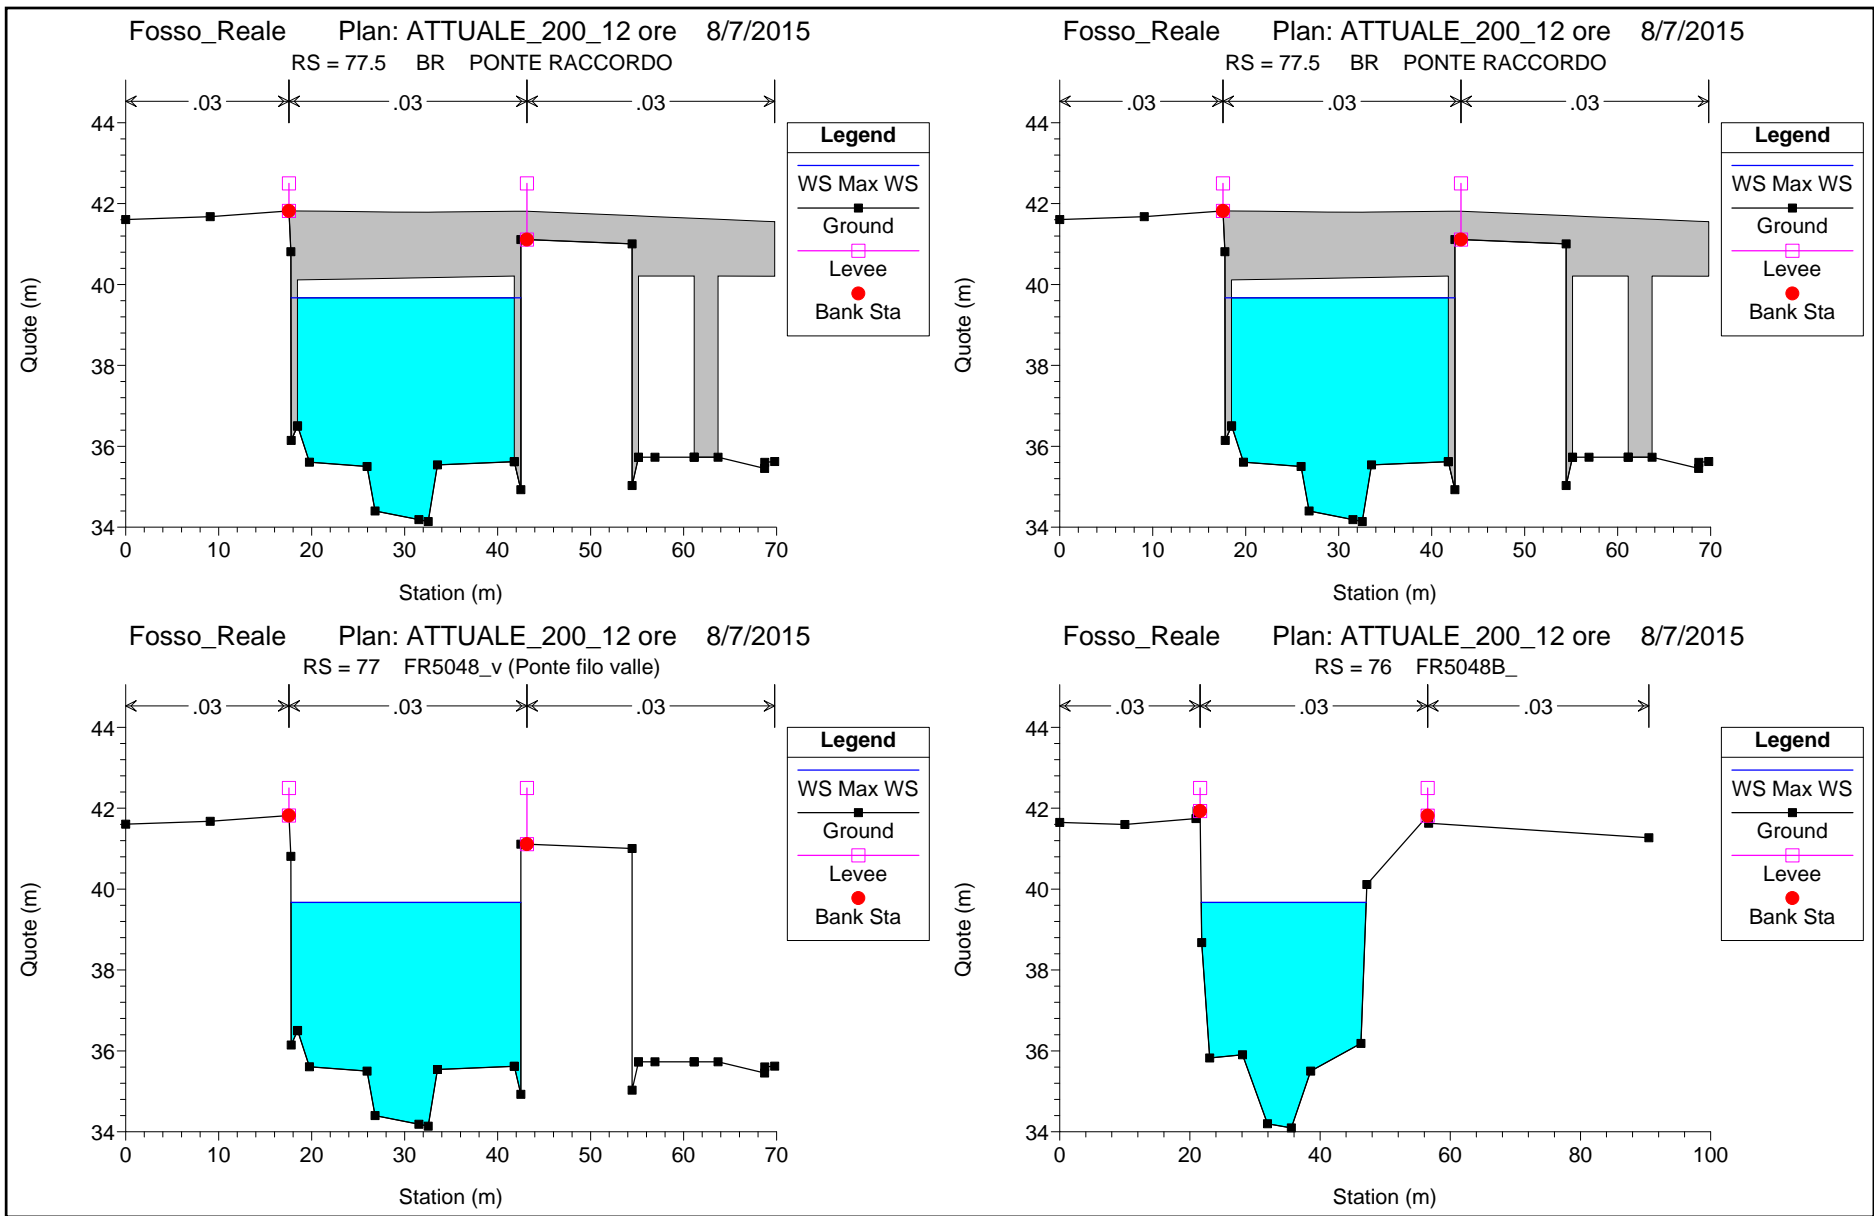 Fosso_Reale Plan: ATTUALE_200_12 ore 8/7/2015
RS = 77.5 BR PONTE RACCORDO
.03 .03 .03
44
42
40
38
36
34
0 10 20 30 40 50 60 70
Station (m)
Quote (m)
Legend
WS Max WS
Ground
Levee
Bank Sta
Fosso_Reale Plan: ATTUALE_200_12 ore 8/7/2015
RS = 77.5 BR PONTE RACCORDO
.03 .03 .03
44
42
40
38
36
34
0 10 20 30 40 50 60 70
Station (m)
Quote (m)
Legend
WS Max WS
Ground
Levee
Bank Sta
Fosso_Reale Plan: ATTUALE_200_12 ore 8/7/2015
RS = 77 FR5048_v (Ponte filo valle)
.03 .03 .03
44
42
40
38
36
34
0 10 20 30 40 50 60 70
Station (m)
Quote (m)
Legend
WS Max WS
Ground
Levee
Bank Sta
Fosso_Reale Plan: ATTUALE_200_12 ore 8/7/2015
RS = 76 FR5048B_
.03 .03 .03
44
42
40
38
36
34
0 20 40 60 80 100
Station (m)
Quote (m)
Legend
WS Max WS
Ground
Levee
Bank Sta